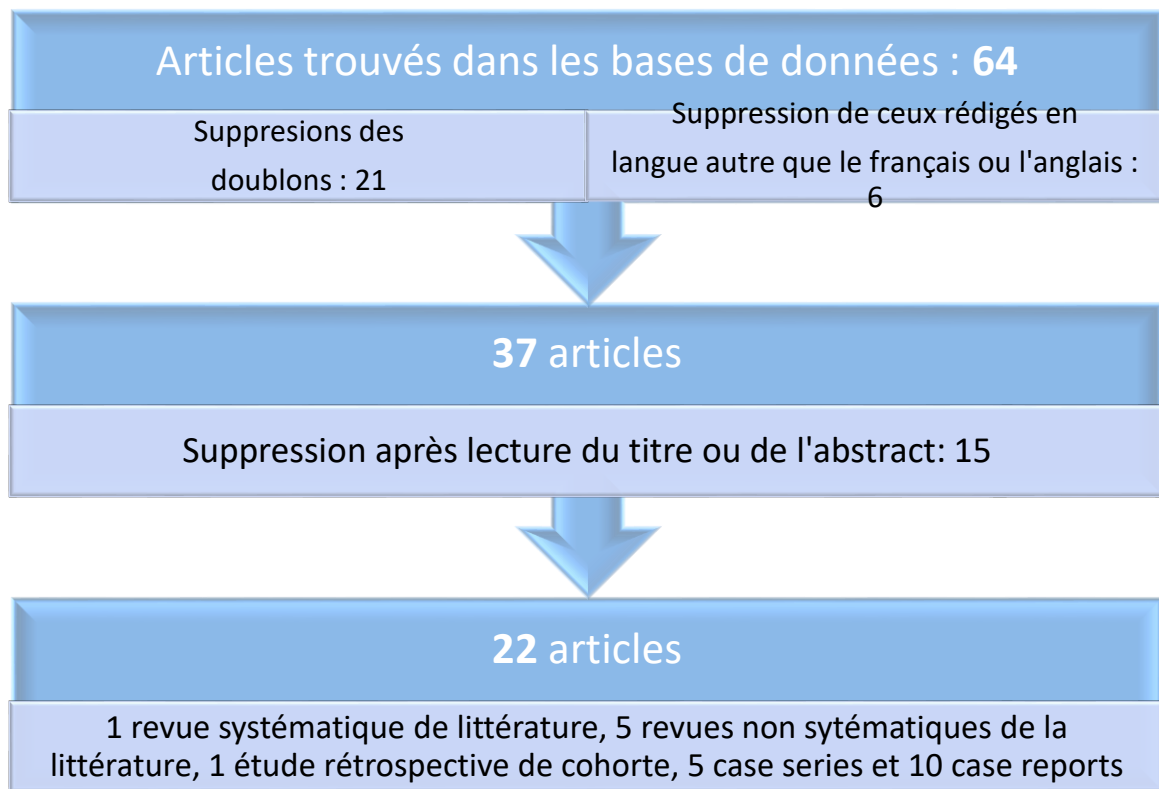 Articles trouvés dans les bases de données : 64
Suppresions des
doublons : 21
Suppression de ceux rédigés en
langue autre que le français ou l'anglais :
6
37 articles
Suppression après lecture du titre ou de l'abstract: 15
22 articles
1 revue systématique de littérature, 5 revues non sytématiques de la
littérature, 1 étude rétrospective de cohorte, 5 case series et 10 case reports